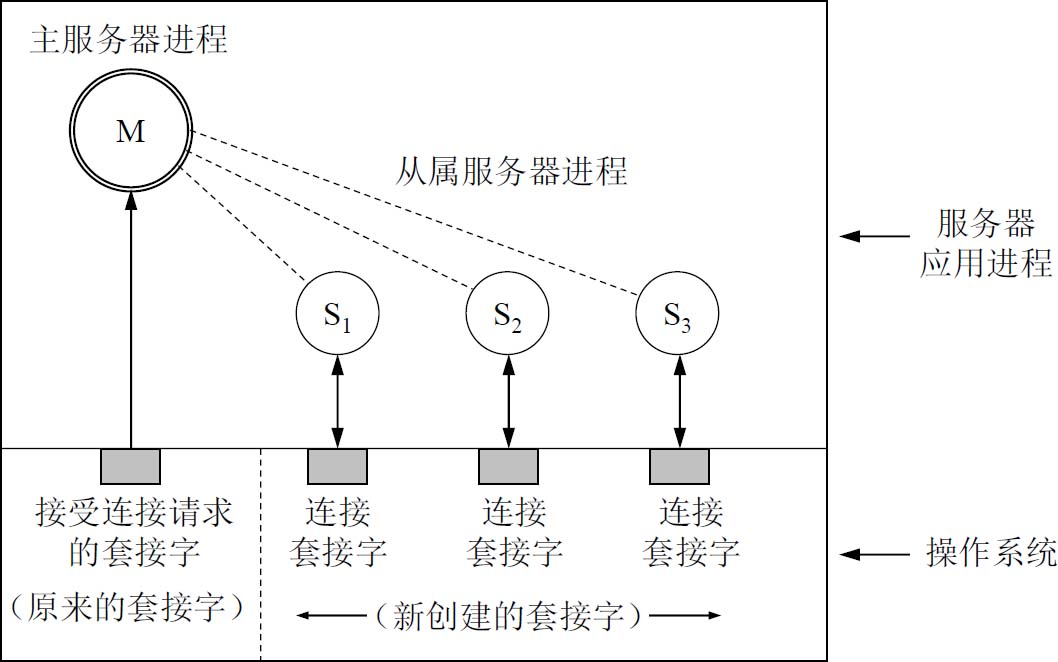 主服务器进程
M
从属服务器进程
服务器
应用进程
S1
S2
S3
接受连接请求
的套接字
(原来的套接字)
连接
套接字
连接
套接字
连接
套接字
(新创建的套接字)
操作系统